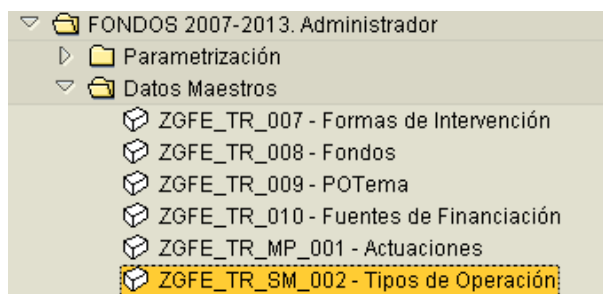 FONDOS 2007-2013. Administrador
Parametrización
Datos Maestros
ZGFE_TR_007 - Formas de Intervención
ZGFE_TR_008 - Fondos
ZGFE_TR_009 - POTema
ZGFE_TR_010 - Fuentes de Financiación
ZGFE_TR_MP_001 - Actuaciones
ZGFE_TR_SM_002 - Tipos de Operación